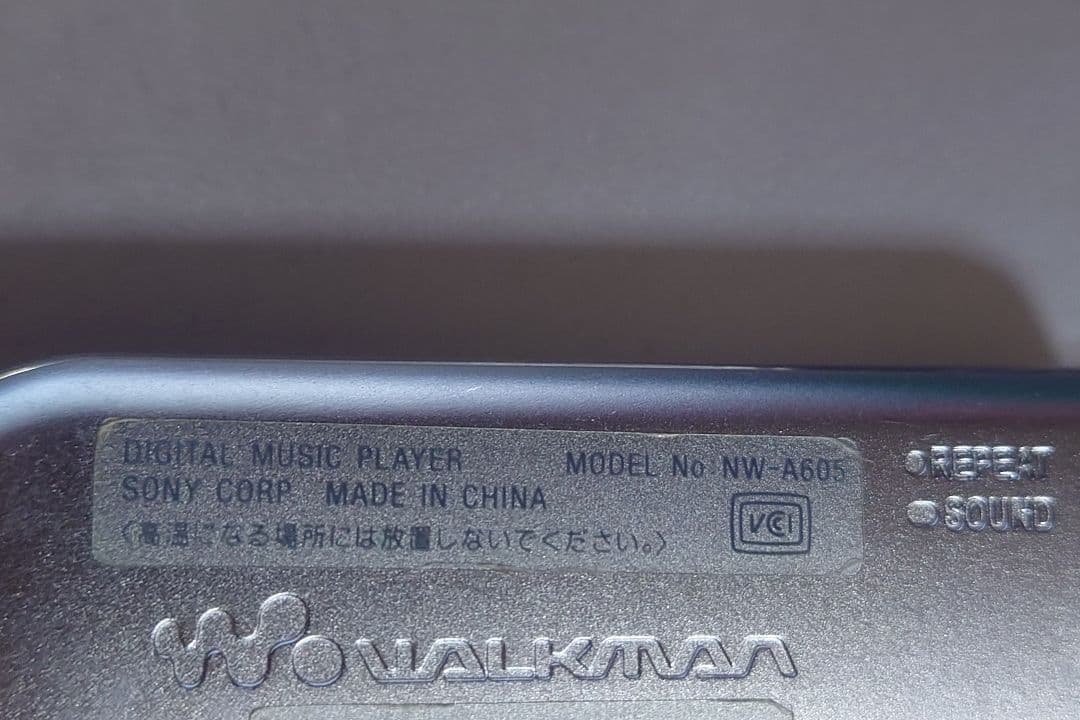 DIGITAL MUSIC PLAYER MODEL No NW-A605
SONY CORP MADE IN CHINA
〈高温になる場所には放置しないでください。〉
VCI
REPEAT
SOUND
WALKMAN